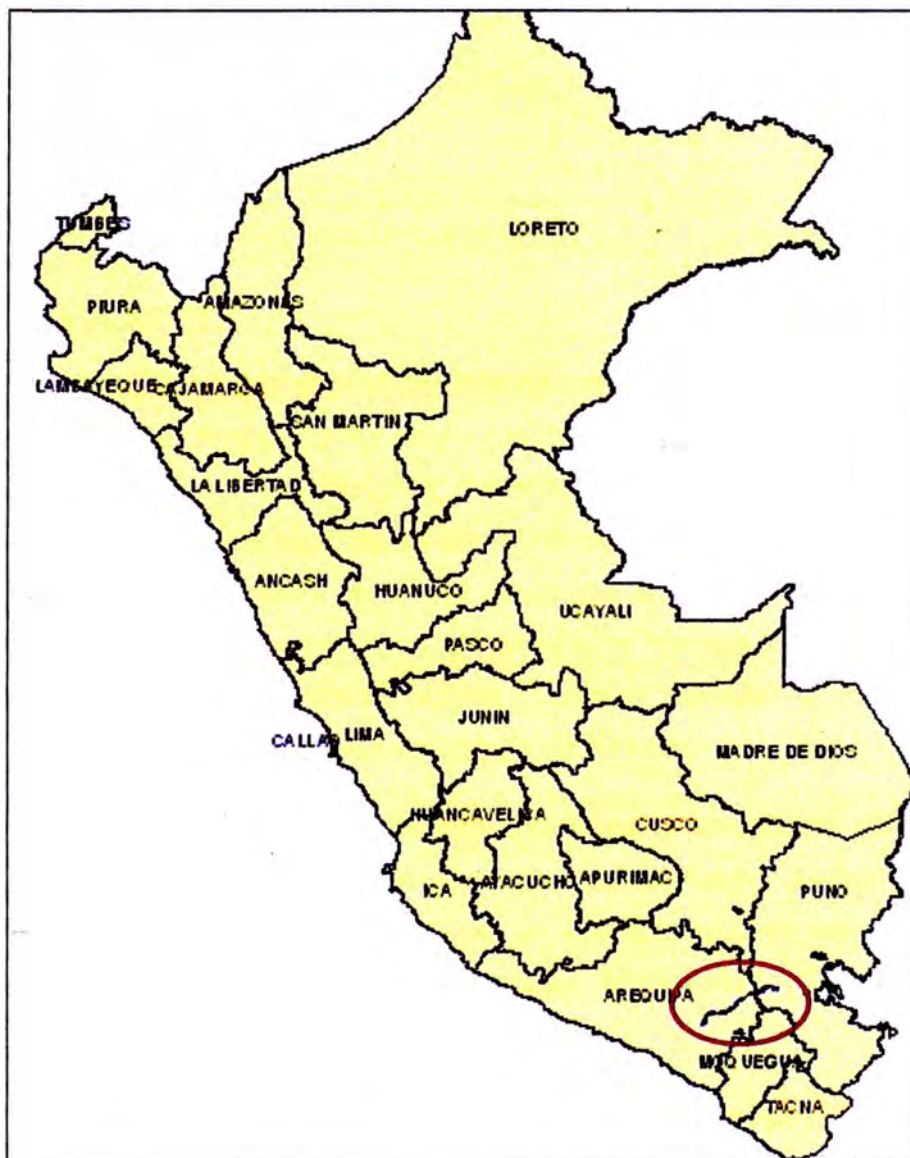 LORETO
TUMBES
AMAZONAS
PIURA
LAMBAYEQUE
CAJAMARCA
SAN MARTIN
LA LIBERTAD
ANCASH
HUANUCO
UCAYALI
PASCO
JUNIN
CALLAO
LIMA
MADRE DE DIOS
HUANCAVELICA
CUSCO
ICA
AYACUCHO
APURIMAC
PUNO
AREQUIPA
MOQUEGUA
TACNA